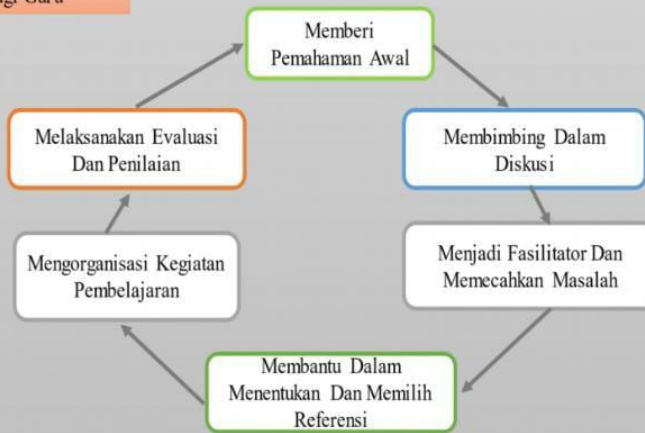 Guru
Memberi
Pemahaman Awal
Membimbing Dalam
Diskusi
Menjadi Fasilitator Dan
Memecahkan Masalah
Membantu Dalam
Menentukan Dan Memilih
Referensi
Mengorganisasi Kegiatan
Pembelajaran
Melaksanakan Evaluasi
Dan Penilaian